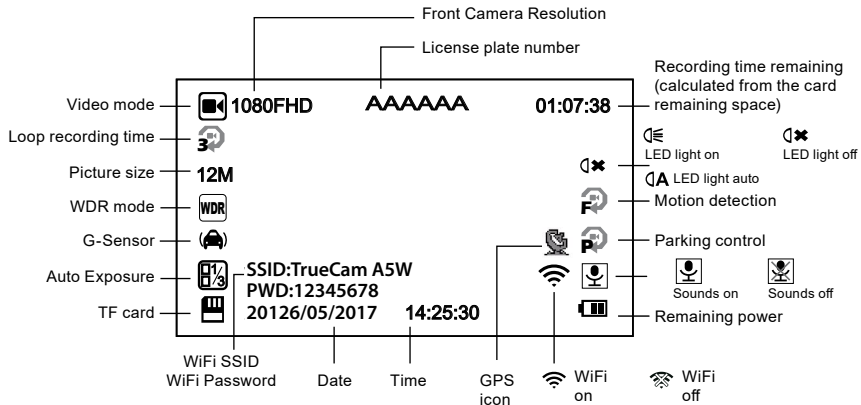 Front Camera Resolution
License plate number
Recording time remaining
(calculated from the card
remaining space)
Video mode
1080FHD
AAAAAA
01:07:38
Loop recording time
3
LED light on
LED light off
Picture size
12M
A LED light auto
WDR mode
WDR
F
Motion detection
G-Sensor
P
Parking control
Auto Exposure
1/3
SSID:TrueCam A5W
PWD:12345678
Sounds on
Sounds off
TF card
20126/05/2017
14:25:30
Remaining power
WiFi SSID
WiFi Password
Date
Time
GPS
icon
WiFi
on
WiFi
off